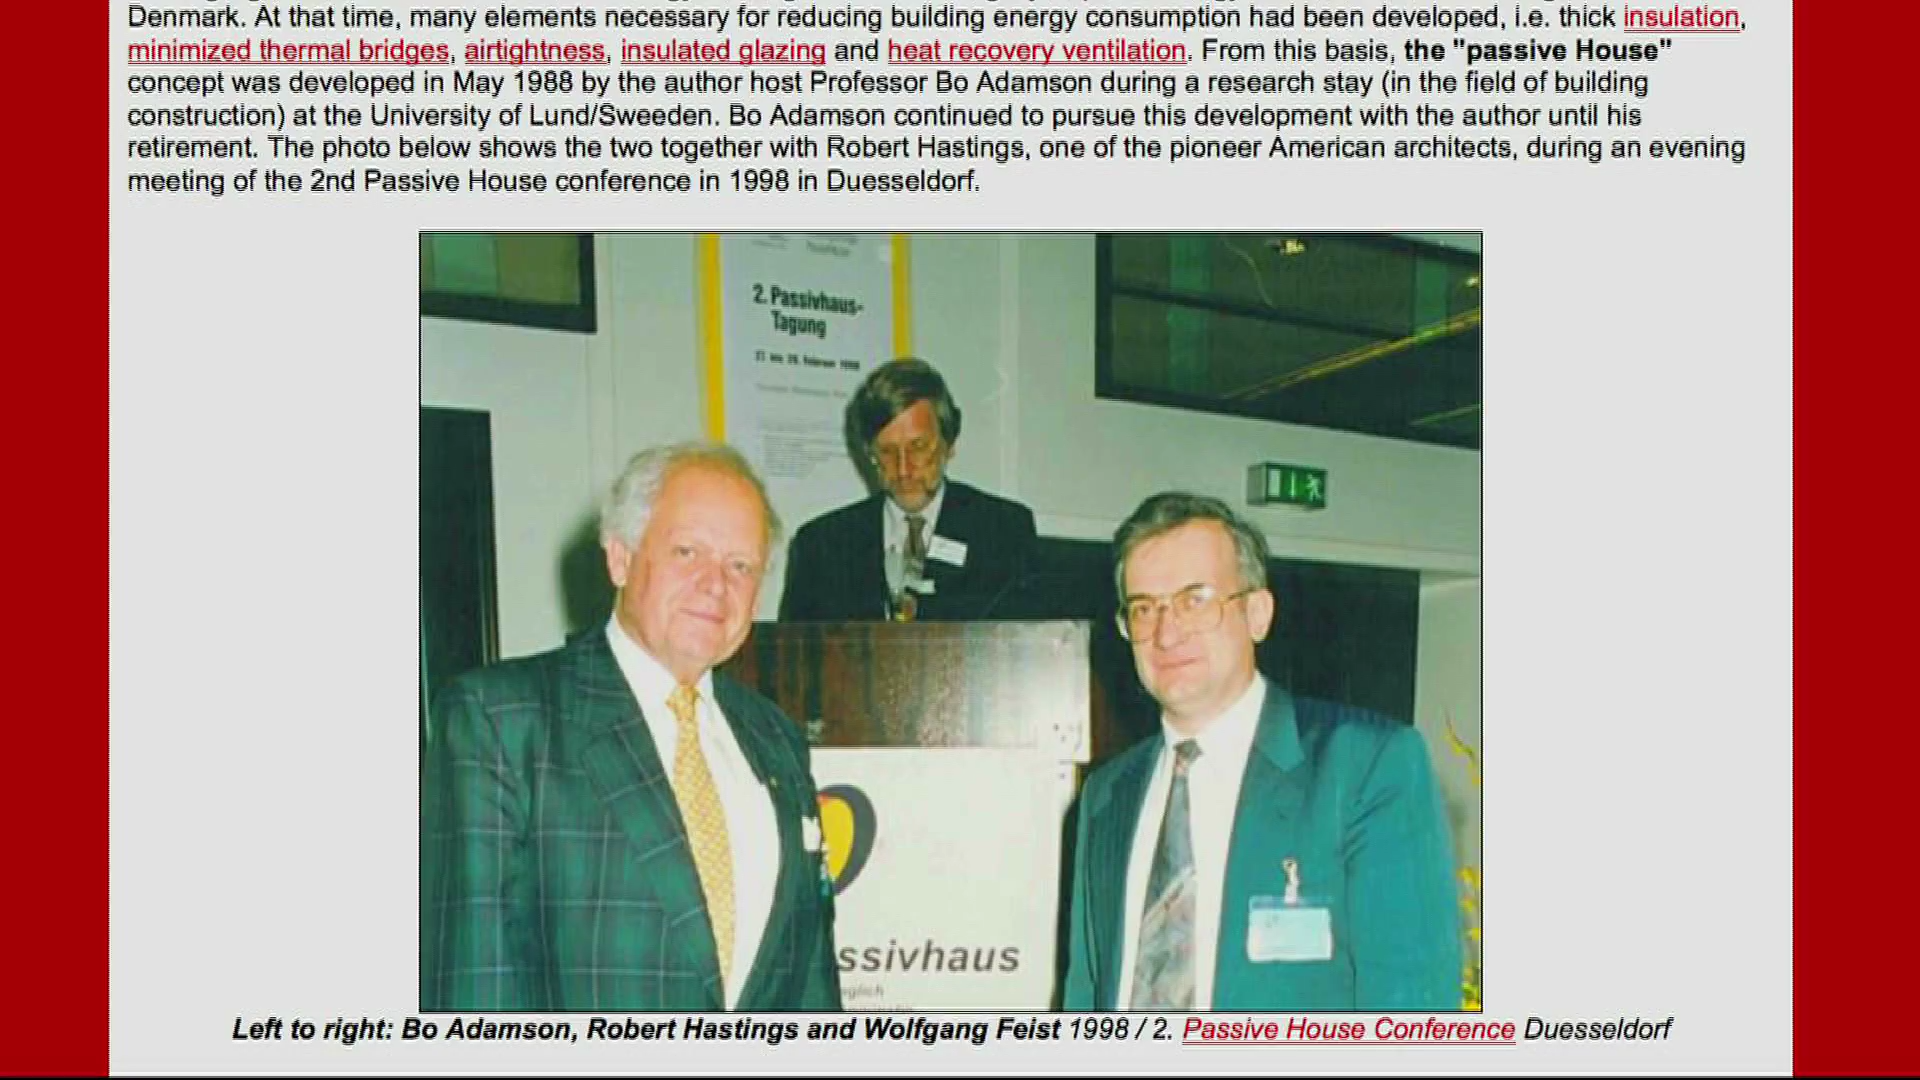 Denmark. At that time, many elements necessary for reducing building energy consumption had been developed, i.e. thick insulation,
minimized thermal bridges, airtightness, insulated glazing and heat recovery ventilation. From this basis, the "passive House"
concept was developed in May 1988 by the author host Professor Bo Adamson during a research stay (in the field of building
construction) at the University of Lund/Sweeden. Bo Adamson continued to pursue this development with the author until his
retirement. The photo below shows the two together with Robert Hastings, one of the pioneer American architects, during an evening
meeting of the 2nd Passive House conference in 1998 in Duesseldorf.
2. Passivhaus-
Tagung
Februar 1998
ssivhaus
glich
Left to right: Bo Adamson, Robert Hastings and Wolfgang Feist 1998 / 2. Passive House Conference Duesseldorf